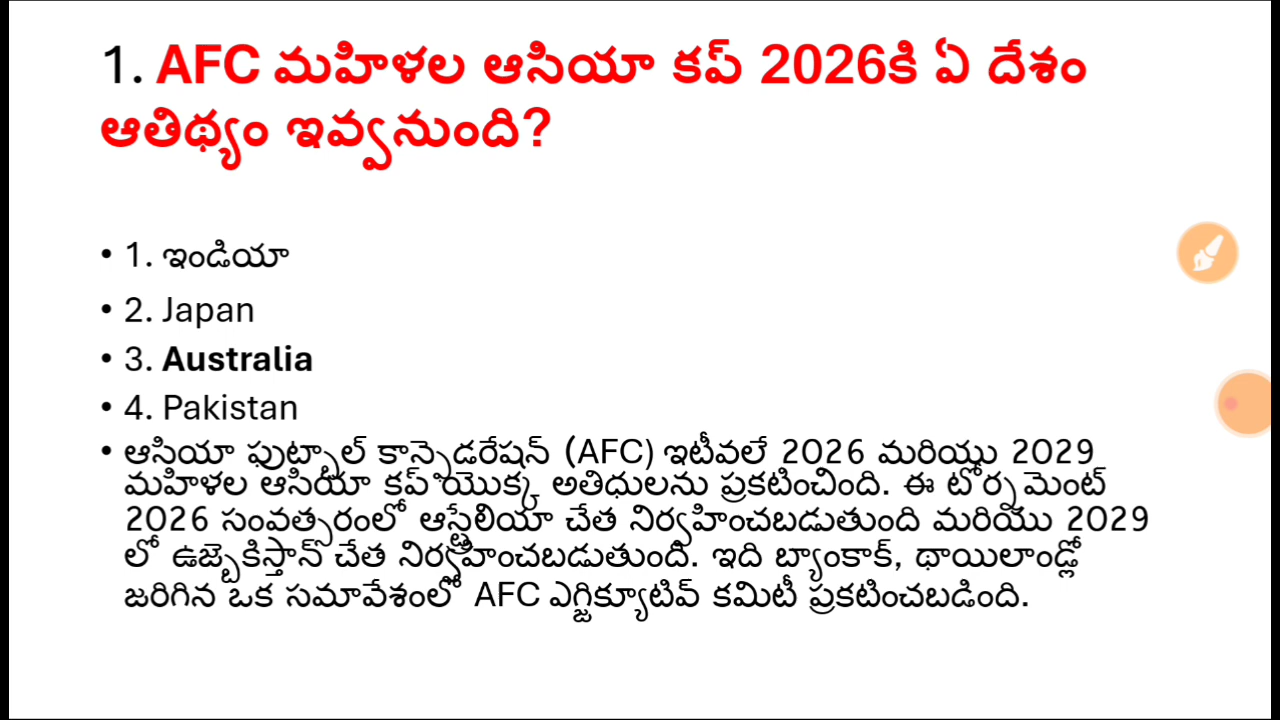 1. AFC మహిళల ఆసియా కప్ 2026కి ఏ దేశం
ఆతిథ్యం ఇవ్వనుంది?
• 1. ఇండియా
• 2. Japan
• 3. Australia
• 4. Pakistan
• ఆసియా ఫుట్బాల్ కాన్ఫెడరేషన్ (AFC) ఇటీవలే 2026 మరియు 2029
మహిళల ఆసియా కప్ యొక్క అతిధులను ప్రకటించింది. ఈ టోర్నమెంట్
2026 సంవత్సరంలో ఆస్ట్రేలియా చేత నిర్వహించబడుతుంది మరియు 2029
లో ఉజ్బెకిస్తాన్ చేత నిర్వహించబడుతుంది. ఇది బ్యాంకాక్, థాయిలాండ్లో
జరిగిన ఒక సమావేశంలో AFC ఎగ్జిక్యూటివ్ కమిటీ ప్రకటించబడింది.